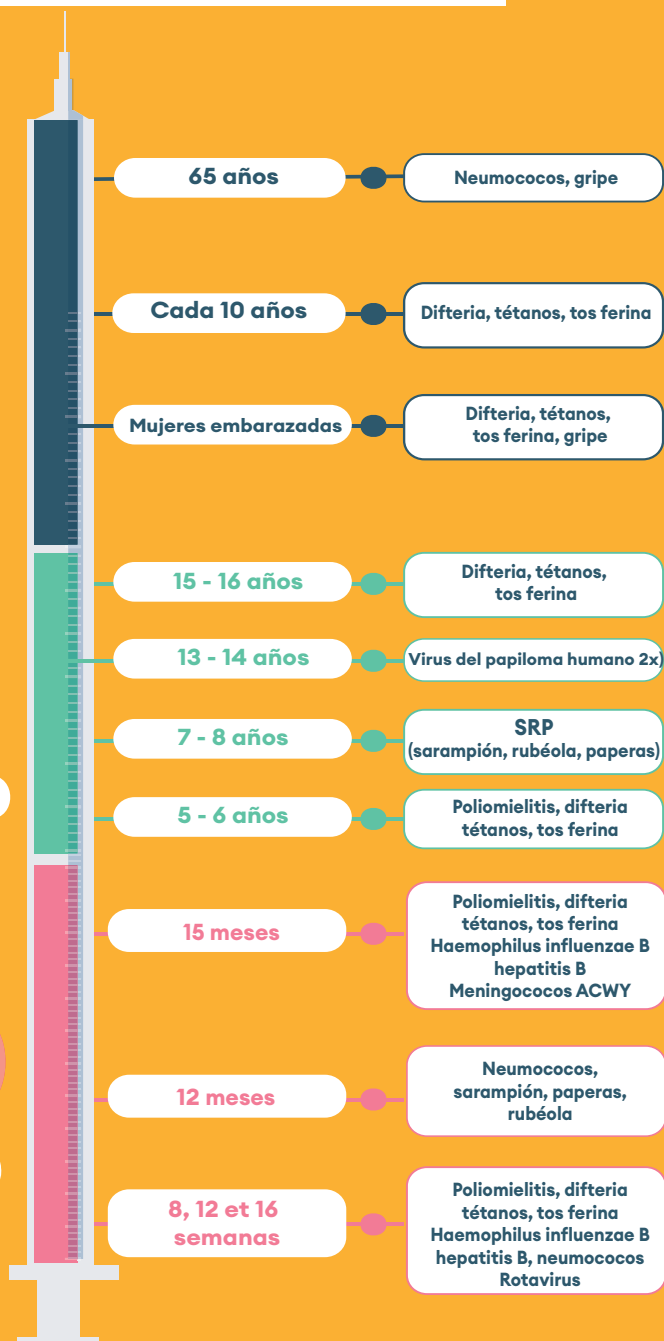 65 años
Neumococos, gripe
Cada 10 años
Difteria, tétanos, tos ferina
Mujeres embarazadas
Difteria, tétanos,
tos ferina, gripe
15 - 16 años
Difteria, tétanos,
tos ferina
13 - 14 años
Virus del papiloma humano 2x)
7 - 8 años
SRP
(sarampión, rubéola, paperas)
5 - 6 años
Poliomielitis, difteria
tétanos, tos ferina
15 meses
Poliomielitis, difteria
tétanos, tos ferina
Haemophilus influenzae B
hepatitis B
Meningococos ACWY
12 meses
Neumococos,
sarampión, paperas,
rubéola
8, 12 et 16
semanas
Poliomielitis, difteria
tétanos, tos ferina
Haemophilus influenze B
hepatitis B, neumococos
Rotavirus